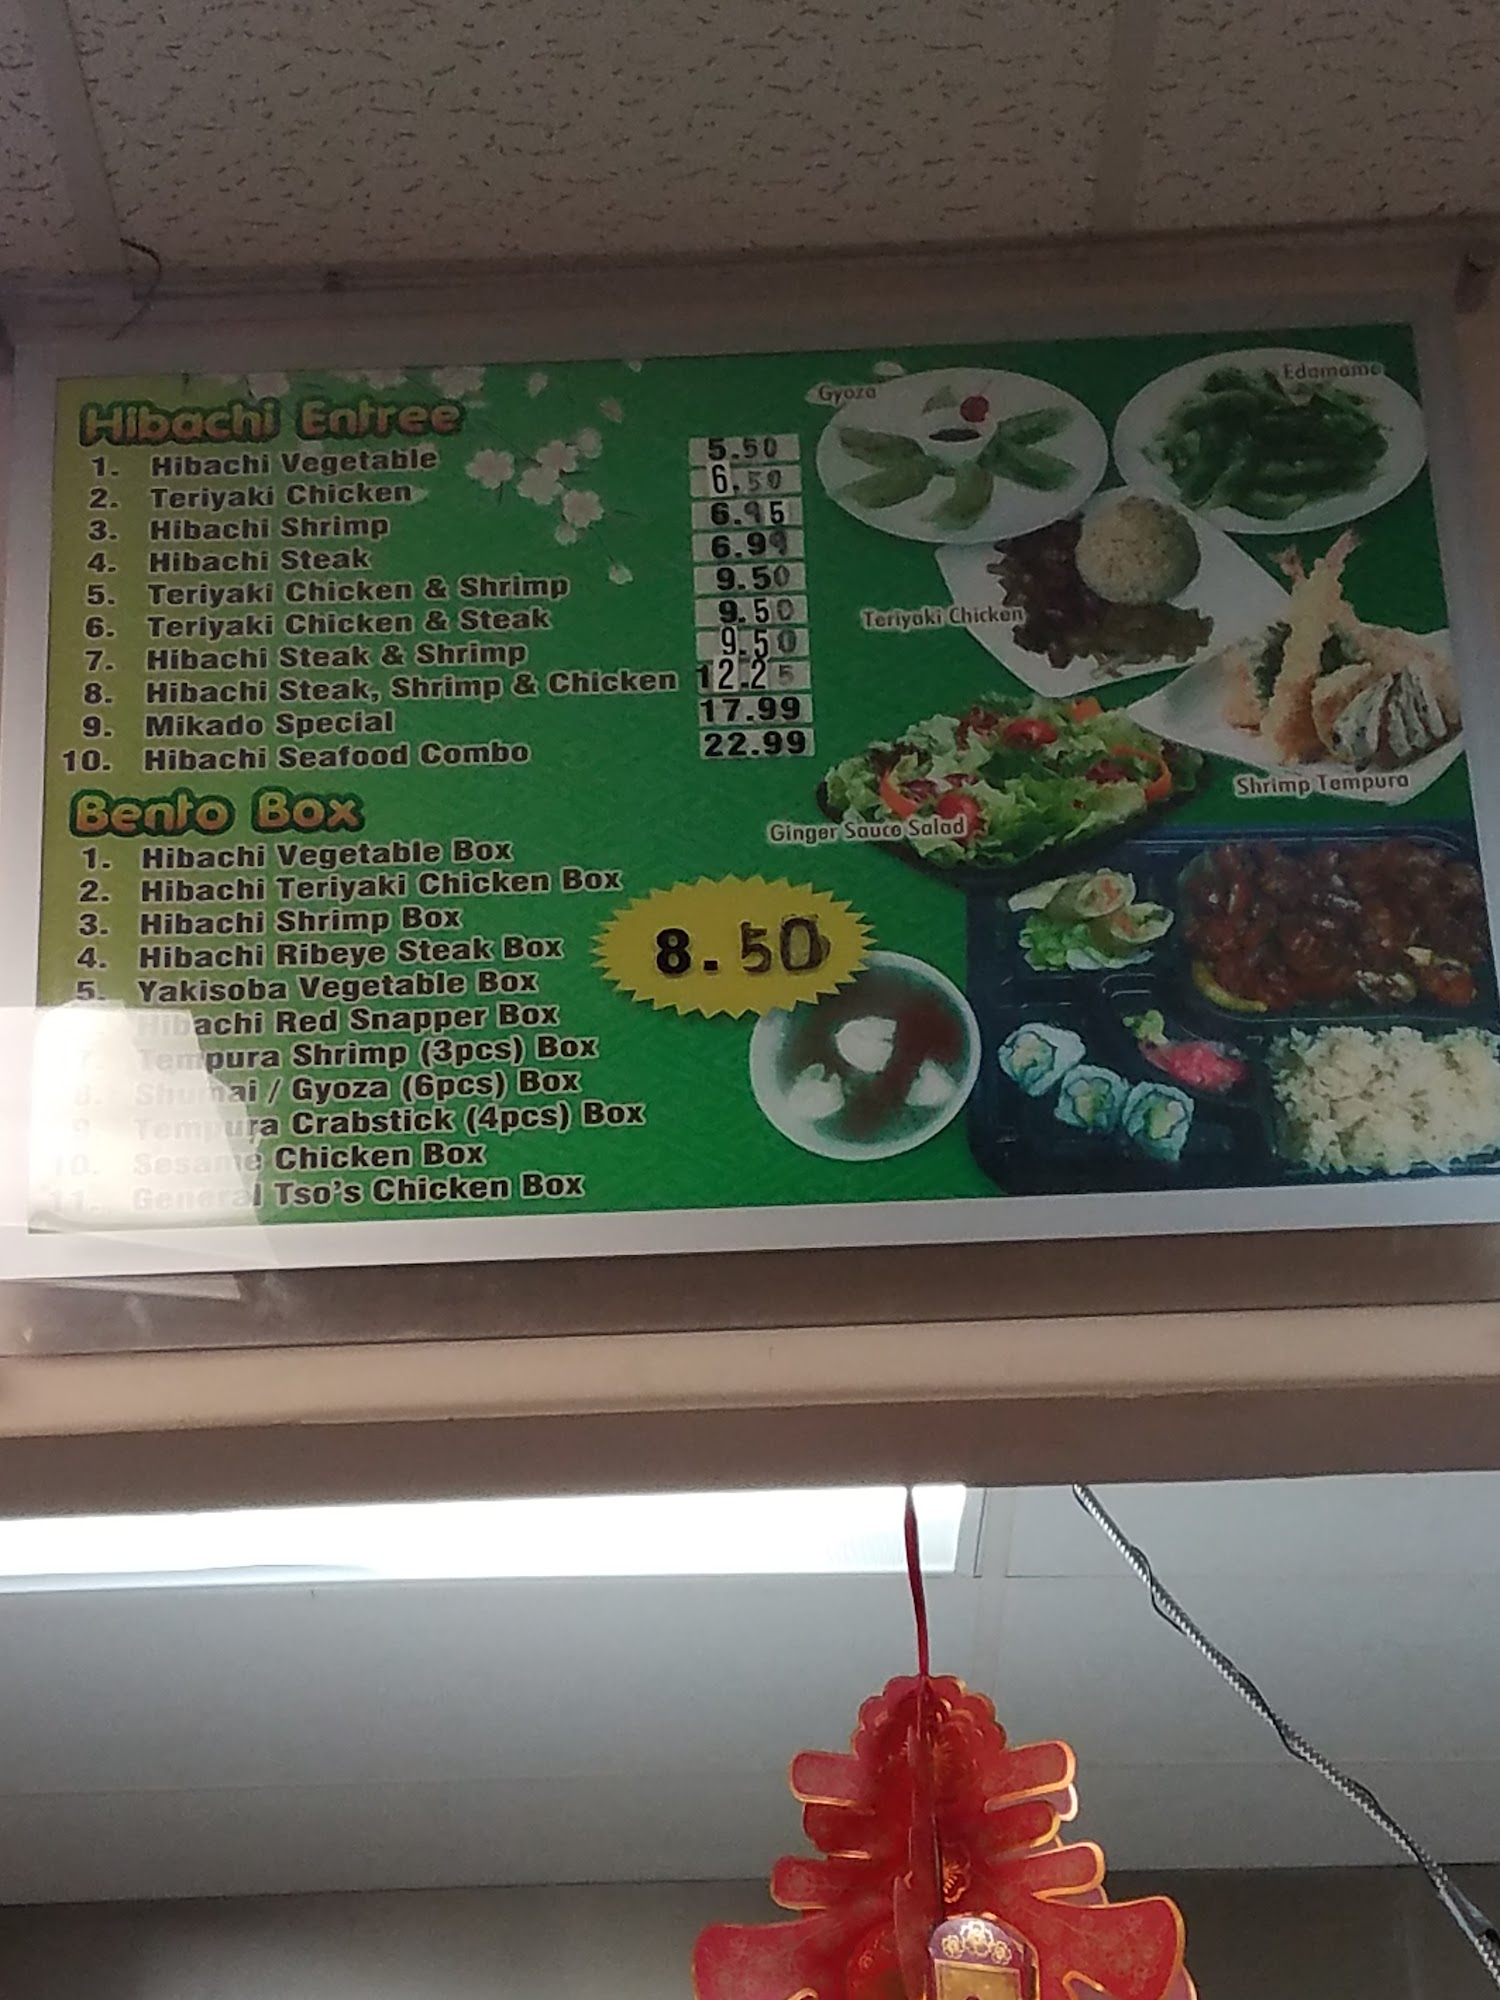 Hibachi Entree
1. Hibachi Vegetable 5.50
2. Teriyaki Chicken 6.50
3. Hibachi Shrimp 6.95
4. Hibachi Steak 6.99
5. Teriyaki Chicken & Shrimp 9.50
6. Teriyaki Chicken & Steak 9.50
7. Hibachi Steak & Shrimp 9.50
8. Hibachi Steak, Shrimp & Chicken 12.25
9. Mikado Special 17.99
10. Hibachi Seafood Combo 22.99
Bento Box
1. Hibachi Vegetable Box
2. Hibachi Teriyaki Chicken Box
3. Hibachi Shrimp Box
4. Hibachi Ribeye Steak Box
5. Yakisoba Vegetable Box
Hibachi Red Snapper Box
7. Tempura Shrimp (3pcs) Box
8. Shumai / Gyoza (6pcs) Box
9. Tempura Crabstick (4pcs) Box
10. Sesame Chicken Box
11. General Tso's Chicken Box
8.50
Gyoza
Edamame
Teriyaki Chicken
Shrimp Tempura
Ginger Sauce Salad